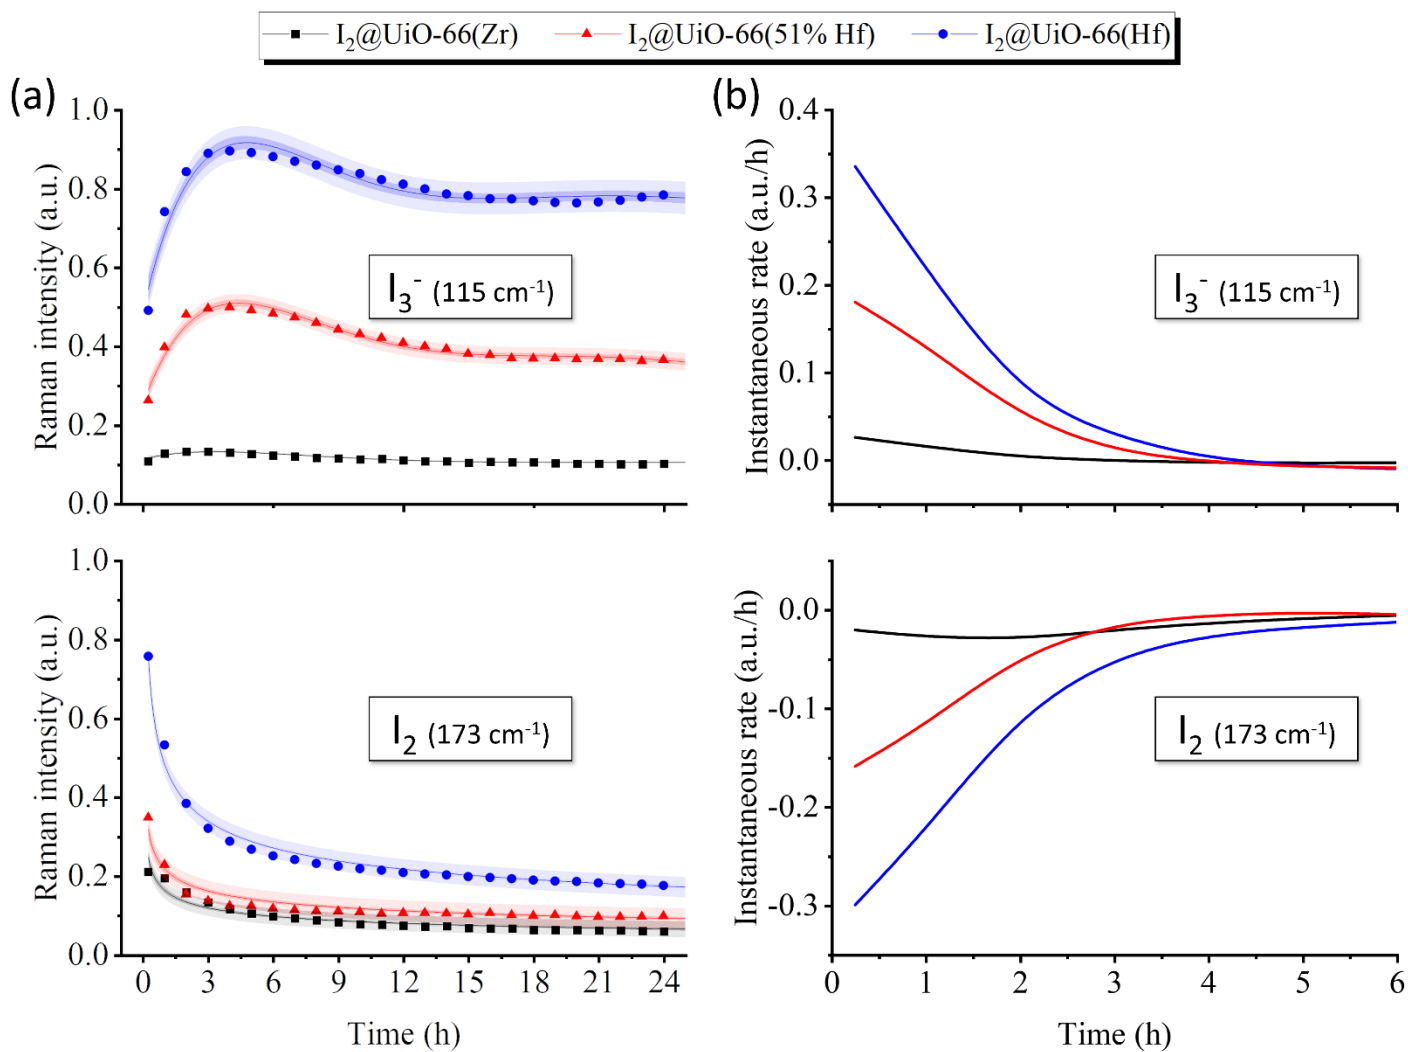 I₂@UiO-66(Zr) I₂@UiO-66(51% Hf) I₂@UiO-66(Hf)
(a)
Raman intensity (a.u.)
1.0
0.8
0.6
0.4
0.2
0.0
I₃⁻ (115 cm⁻¹)
(b)
Instantaneous rate (a.u./h)
0.4
0.3
0.2
0.1
0.0
I₃⁻ (115 cm⁻¹)
Raman intensity (a.u.)
1.0
0.8
0.6
0.4
0.2
0.0
I₂ (173 cm⁻¹)
0 3 6 9 12 15 18 21 24
Time (h)
Instantaneous rate (a.u./h)
0.0
-0.1
-0.2
-0.3
I₂ (173 cm⁻¹)
0 1 2 3 4 5 6
Time (h)